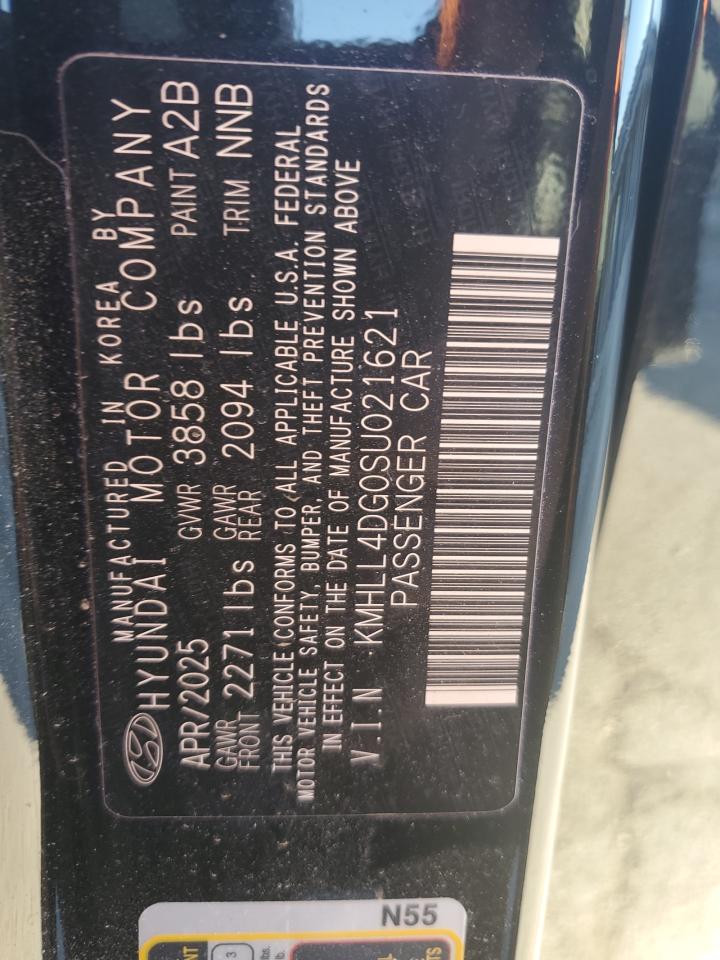 MANUFACTURED IN KOREA BY
HYUNDAI MOTOR COMPANY
APR/2025 GVWR 3858 lbs PAINT A2B
GAWR FRONT 2271 lbs GAWR REAR 2094 lbs TRIM NNB
THIS VEHICLE CONFORMS TO ALL APPLICABLE U.S.A. FEDERAL
MOTOR VEHICLE SAFETY, BUMPER, AND THEFT PREVENTION STANDARDS
IN EFFECT ON THE DATE OF MANUFACTURE SHOWN ABOVE
V.I.N KMHLL4DG0SU021621
PASSENGER CAR
N55